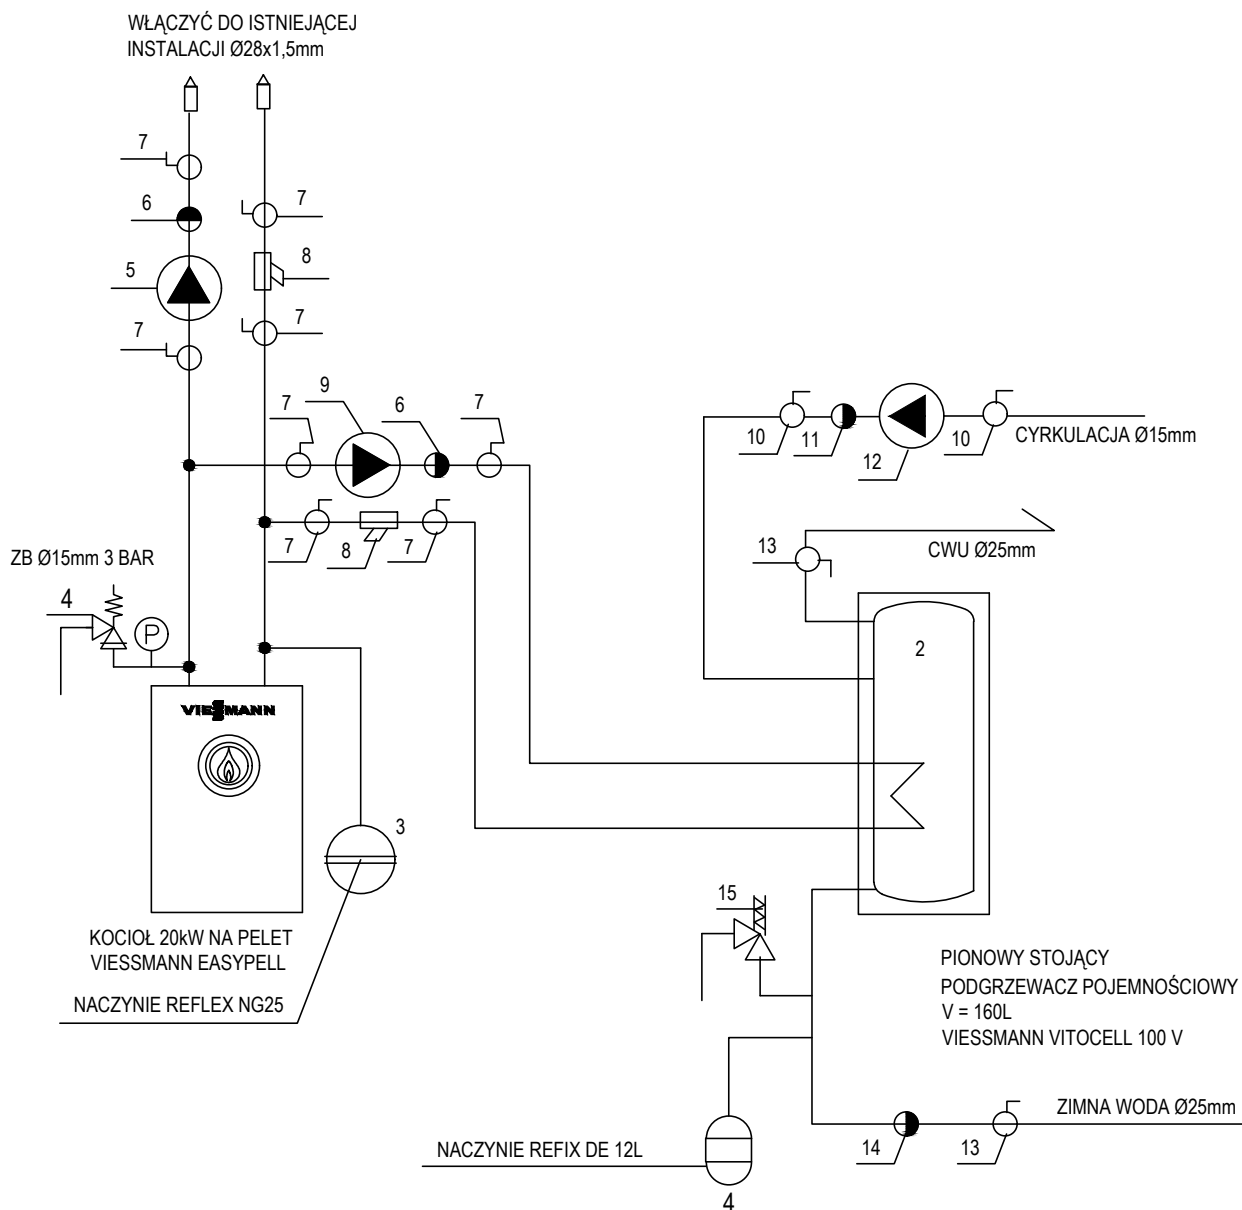 WŁĄCZYĆ DO ISTNIEJĄCEJ
INSTALACJI Ø28x1,5mm
7
6
5
7
7
8
7
9
7
6
7
7
8
7
10
11
12
10
CYRKULACJA Ø15mm
13
CWU Ø25mm
ZB Ø15mm 3 BAR
4
P
2
VIESSMANN
3
KOCIOŁ 20kW NA PELET
VIESSMANN EASYPELL
NACZYNIE REFLEX NG25
15
PIONOWY STOJĄCY
PODGRZEWACZ POJEMNOŚCIOWY
V = 160L
VIESSMANN VITOCELL 100 V
ZIMNA WODA Ø25mm
14
13
NACZYNIE REFIX DE 12L
4